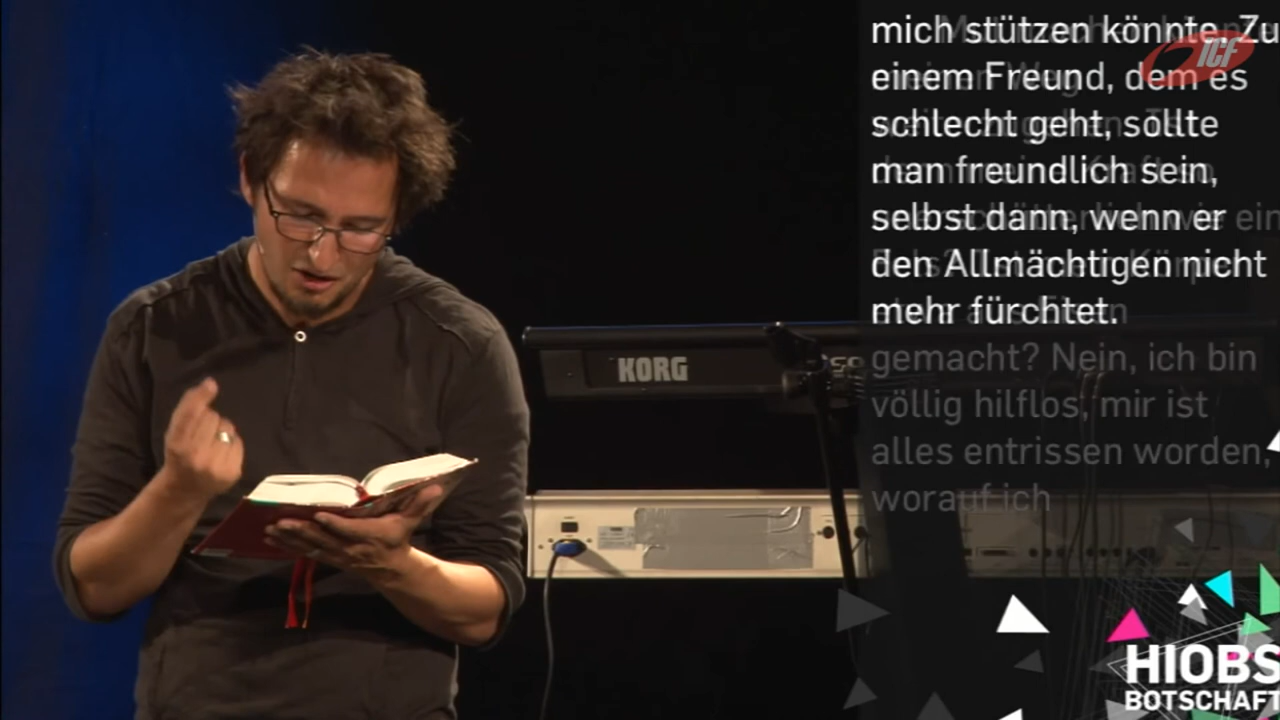 mich stützen könnte. Zu
einem Freund, dem es
schlecht geht, sollte
man freundlich sein,
selbst dann, wenn er
den Allmächtigen nicht
mehr fürchtet.
gemacht? Nein, ich bin
völlig hilflos, mir ist
alles entrissen worden,
worauf ich
ICF
KORG
HIOBS
BOTSCHAFT